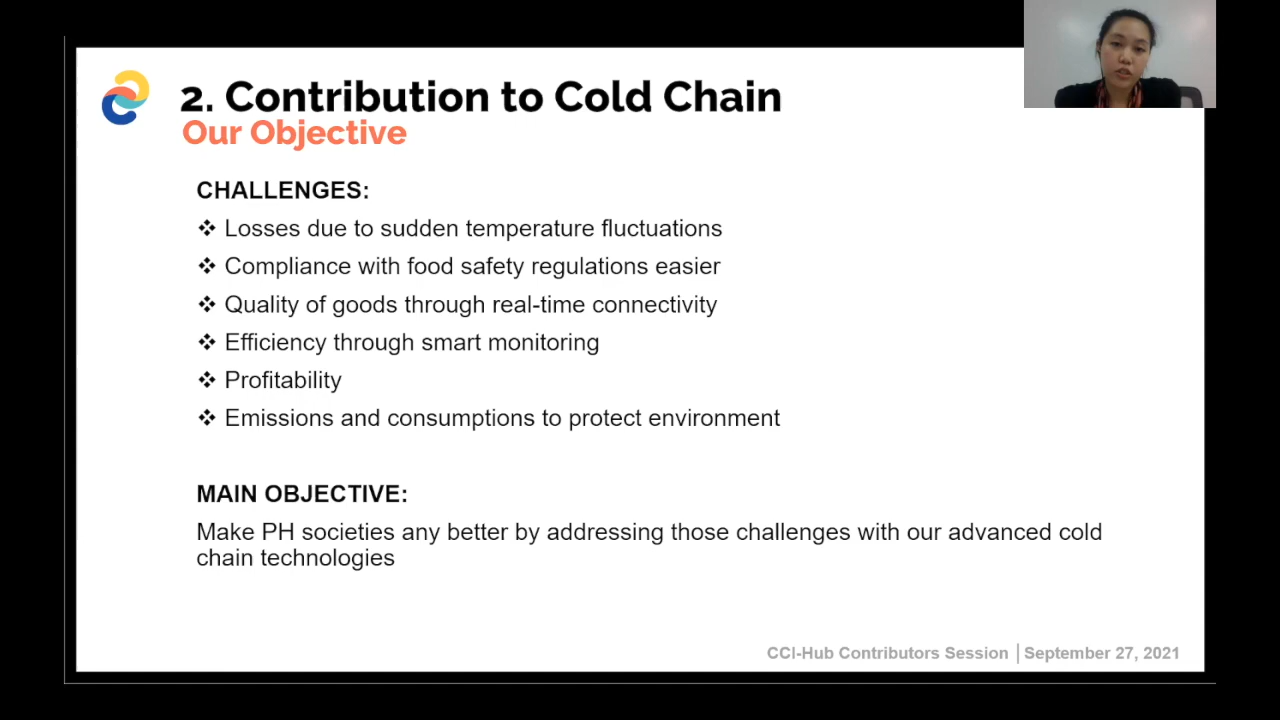 2. Contribution to Cold Chain
Our Objective
CHALLENGES:
❖ Losses due to sudden temperature fluctuations
❖ Compliance with food safety regulations easier
❖ Quality of goods through real-time connectivity
❖ Efficiency through smart monitoring
❖ Profitability
❖ Emissions and consumptions to protect environment
MAIN OBJECTIVE:
Make PH societies any better by addressing those challenges with our advanced cold
chain technologies
CCI-Hub Contributors Session | September 27, 2021